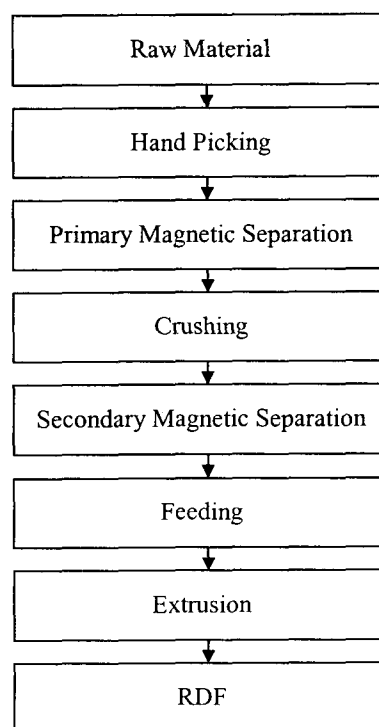 Raw Material
Hand Picking
Primary Magnetic Separation
Crushing
Secondary Magnetic Separation
Feeding
Extrusion
RDF